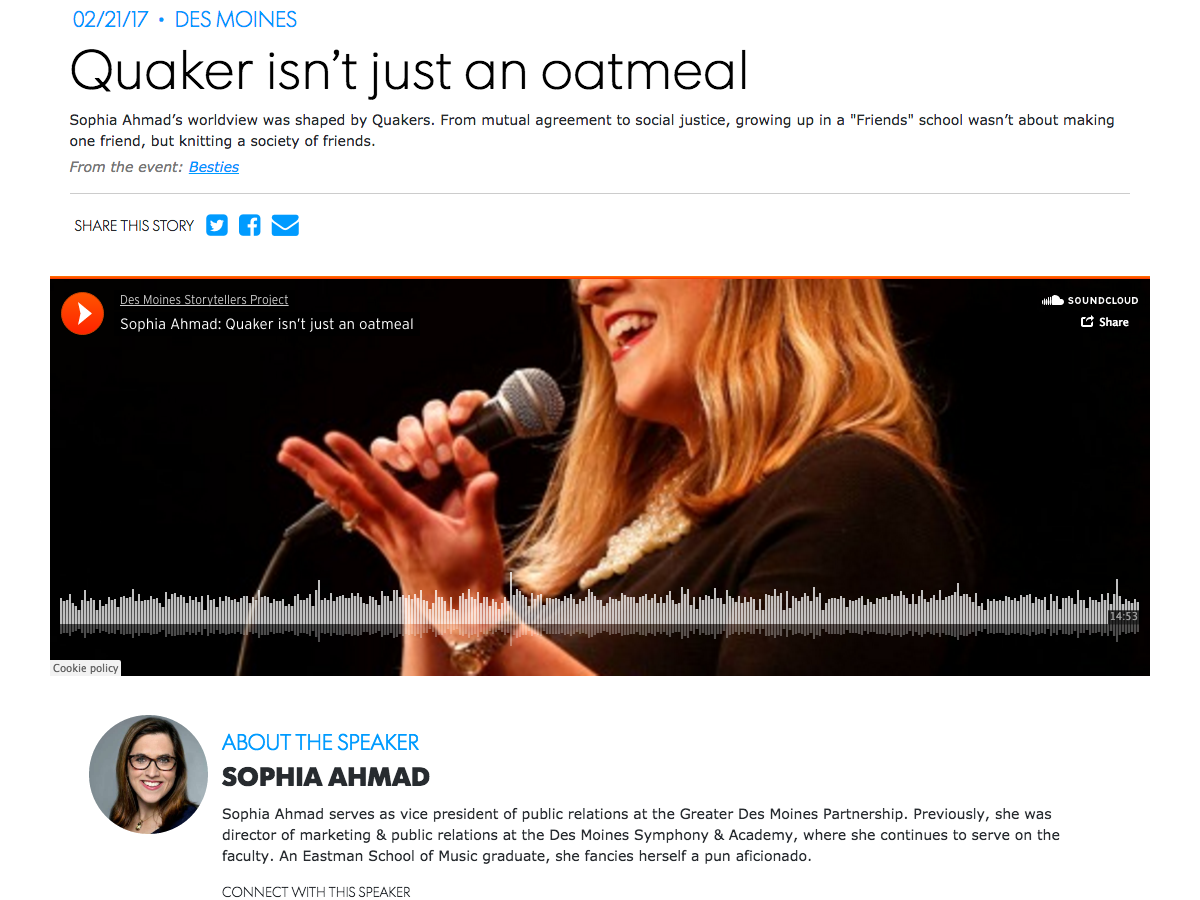 02/21/17 • DES MOINES
Quaker isn’t just an oatmeal
Sophia Ahmad’s worldview was shaped by Quakers. From mutual agreement to social justice, growing up in a "Friends" school wasn’t about making
one friend, but knitting a society of friends.
From the event: Besties
SHARE THIS STORY
Des Moines Storytellers Project
Sophia Ahmad: Quaker isn’t just an oatmeal
SOUNDCLOUD
Share
14:53
Cookie policy
ABOUT THE SPEAKER
SOPHIA AHMAD
Sophia Ahmad serves as vice president of public relations at the Greater Des Moines Partnership. Previously, she was
director of marketing & public relations at the Des Moines Symphony & Academy, where she continues to serve on the
faculty. An Eastman School of Music graduate, she fancies herself a pun aficionado.
CONNECT WITH THIS SPEAKER